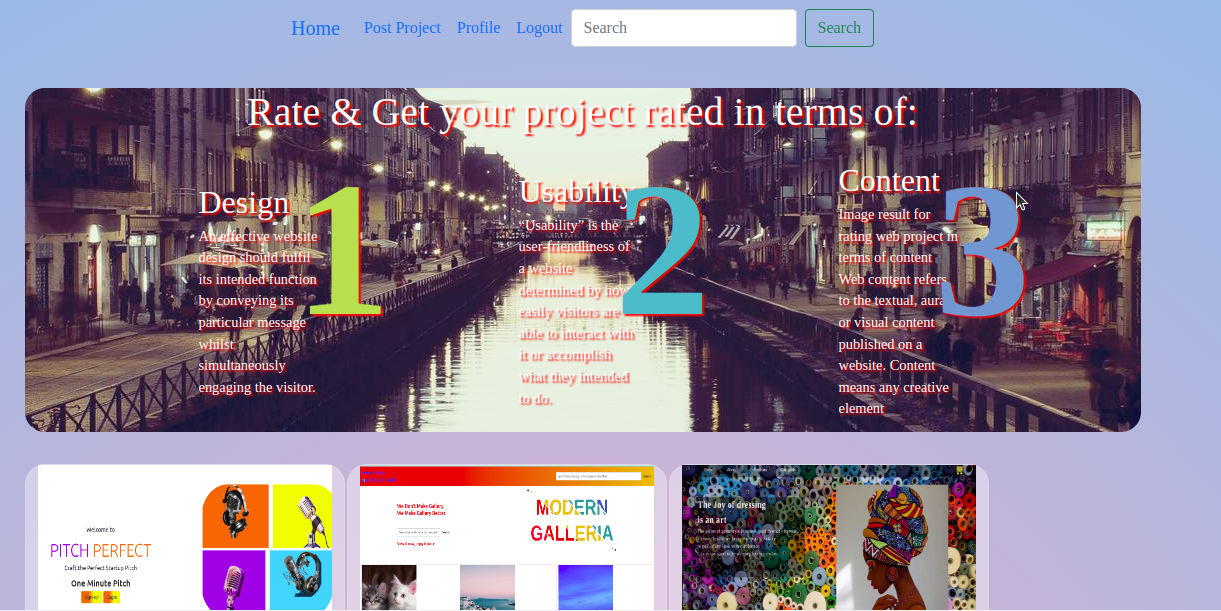 Home Post Project Profile Logout Search Search
Rate & Get your project rated in terms of:
Design
An effective website
design should fulfil
its intended function
by conveying its
particular message
whilst
simultaneously
engaging the visitor.
1
Usability
“Usability” is the
user-friendliness of
a website
determined by how
easily visitors are
able to interact with
it or accomplish
what they intended
to do.
2
Content
Image result for
rating web project in
terms of content
Web content refers
to the textual, aura
or visual content
published on a
website. Content
means any creative
element
3
Welcome to
PITCH PERFECT
Craft the Perfect Startup Pitch
One Minute Pitch
Sign up Login
We Don't Make Gallery
We Make Gallery Better
MODERN
GALLERIA
The Joy of dressing
is an art